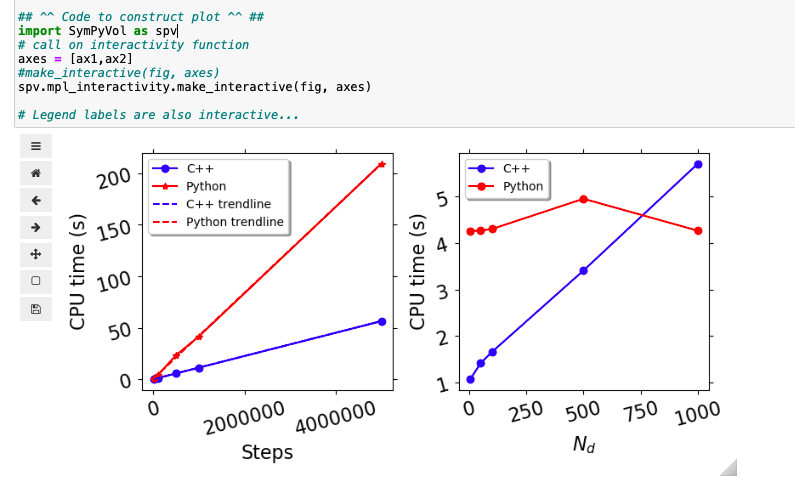 ## ^^ Code to construct plot ^^ ##
import SymPyVol as spv
# call on interactivity function
axes = [ax1,ax2]
#make_interactive(fig, axes)
spv.mpl_interactivity.make_interactive(fig, axes)
# Legend labels are also interactive...
C++
Python
C++ trendline
Python trendline
CPU time (s)
200
150
100
50
0
0
2000000
4000000
Steps
C++
Python
CPU time (s)
5
4
3
2
1
0
250
500
750
1000
Nd